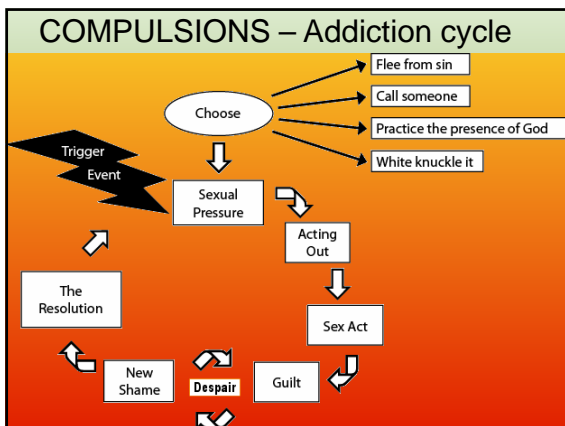 COMPULSIONS – Addiction cycle
Flee from sin
Call someone
Choose
Practice the presence of God
White knuckle it
Trigger
Event
Sexual
Pressure
Acting
Out
The
Resolution
Sex Act
New
Shame
Despair
Guilt